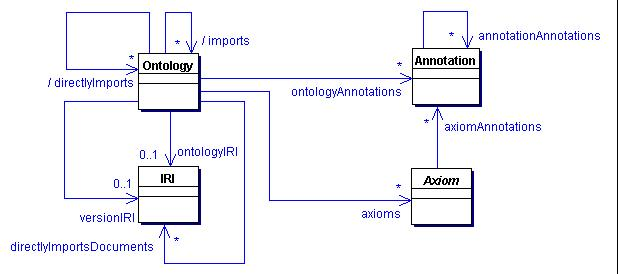 * / imports
* annotationAnnotations
*
Ontology
Annotation
/ directlyImports
*
ontologyAnnotations
* axiomAnnotations
0..1 ontologyIRI
IRI
Axiom
0..1
*
versionIRI
axioms
directlyImportsDocuments *